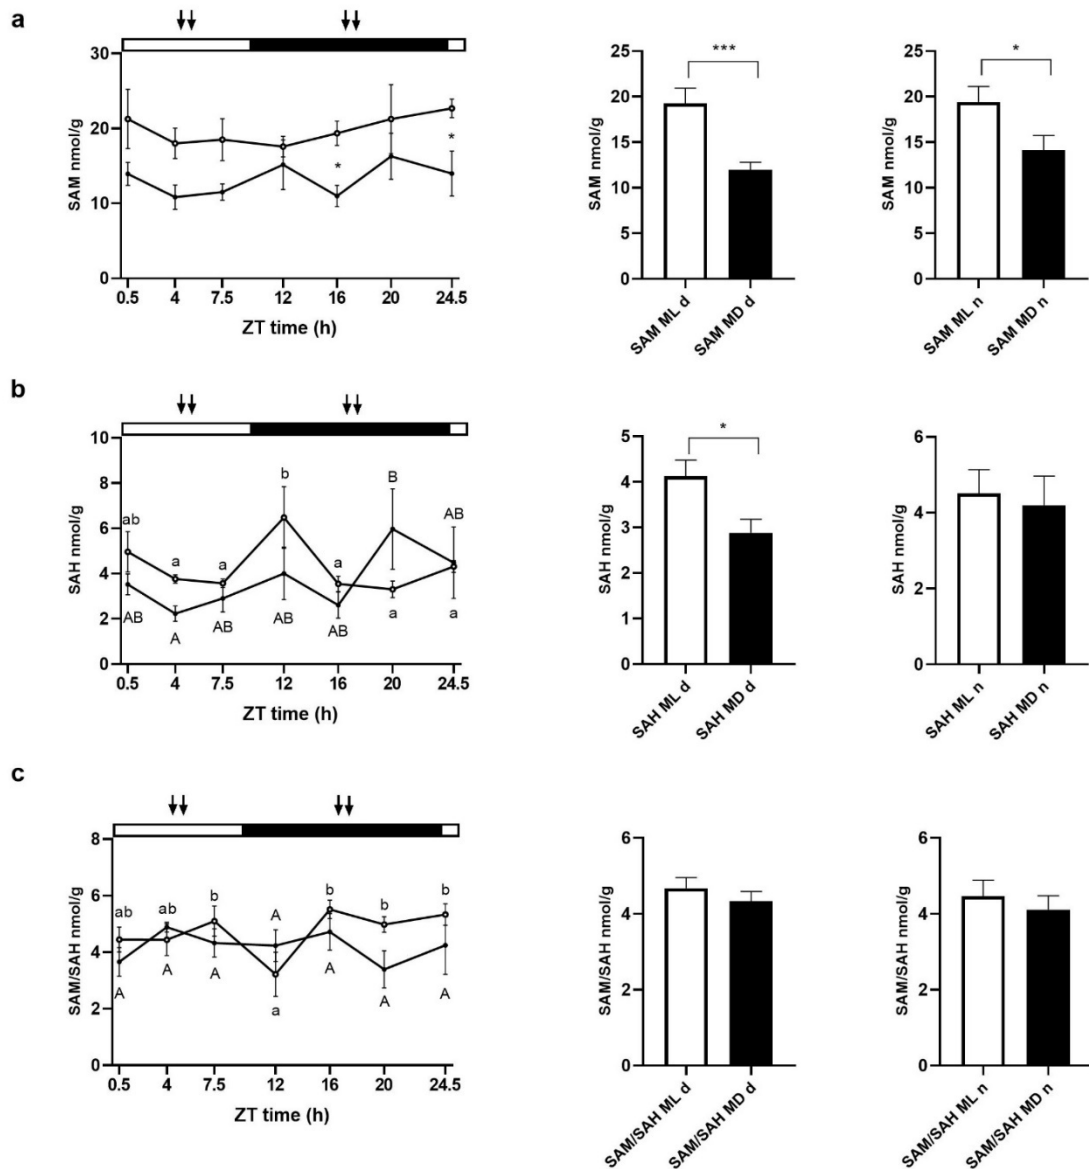 a
30
20
10
0
SAM nmol/g
*
*
0.5 4 7.5 12 16 20 24.5
ZT time (h)
25
20
15
10
5
0
SAM nmol/g
***
SAM ML d
SAM MD d
25
20
15
10
5
0
SAM nmol/g
*
SAM ML n
SAM MD n
b
10
8
6
4
2
0
SAH nmol/g
ab a a b a B AB
AB A AB AB AB a a
0.5 4 7.5 12 16 20 24.5
ZT time (h)
5
4
3
2
1
0
SAH nmol/g
*
SAH ML d
SAH MD d
6
4
2
0
SAH nmol/g
SAH ML n
SAH MD n
c
8
6
4
2
0
SAM/SAH nmol/g
ab ab b A b b b
A A A a A A A
0.5 4 7.5 12 16 20 24.5
ZT time (h)
6
4
2
0
SAM/SAH nmol/g
SAM/SAH ML d
SAM/SAH MD d
6
4
2
0
SAM/SAH nmol/g
SAM/SAH ML n
SAM/SAH MD n